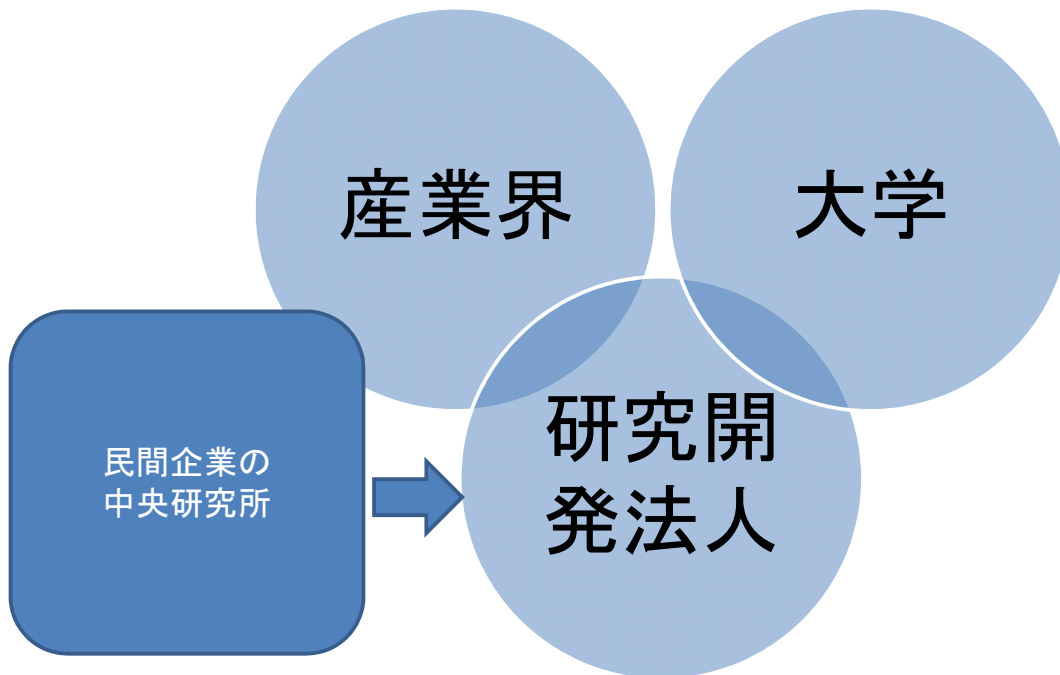 産業界
大学
民間企業の
中央研究所
研究開
発法人